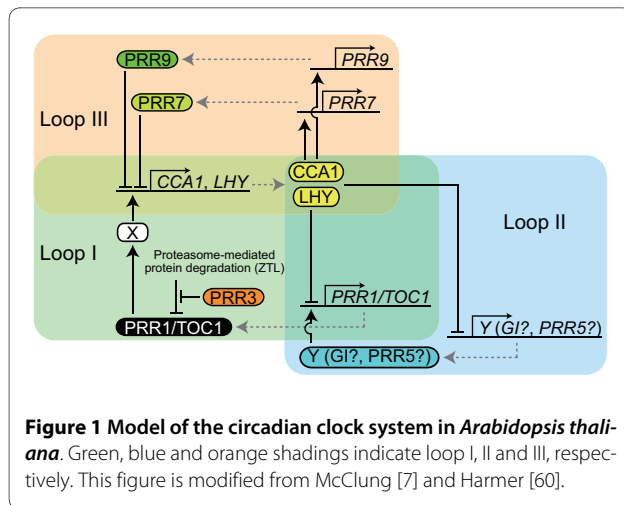 PRR9
PRR9
PRR7
PRR7
Loop III
CCA1, LHY
CCA1
LHY
Loop II
X
Loop I
Proteasome-mediated
protein degradation (ZTL)
PRR3
PRR1/TOC1
PRR1/TOC1
Y (GI?, PRR5?)
Y (GI?, PRR5?)
Figure 1 Model of the circadian clock system in Arabidopsis thali-
ana. Green, blue and orange shadings indicate loop I, II and III, respec-
tively. This figure is modified from McClung [7] and Harmer [60].